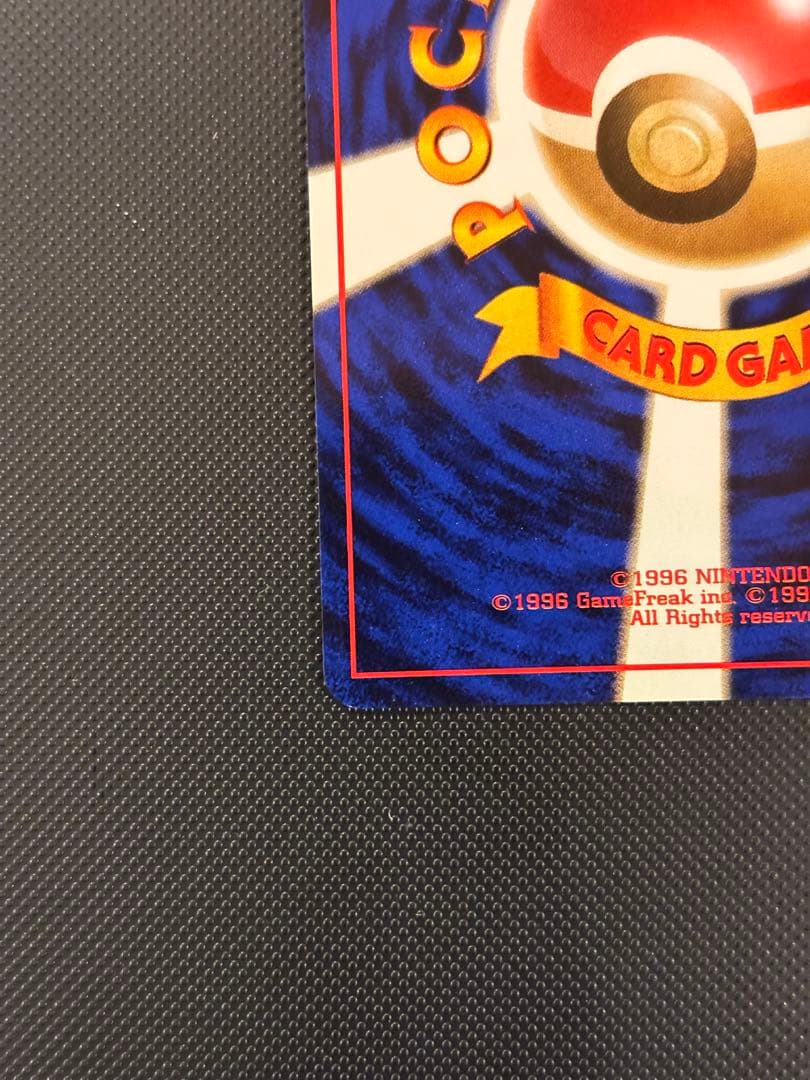 POC
CARD GA
©1996 NINTENDO
©1996 GameFreak inc. ©199
All Rights reserv